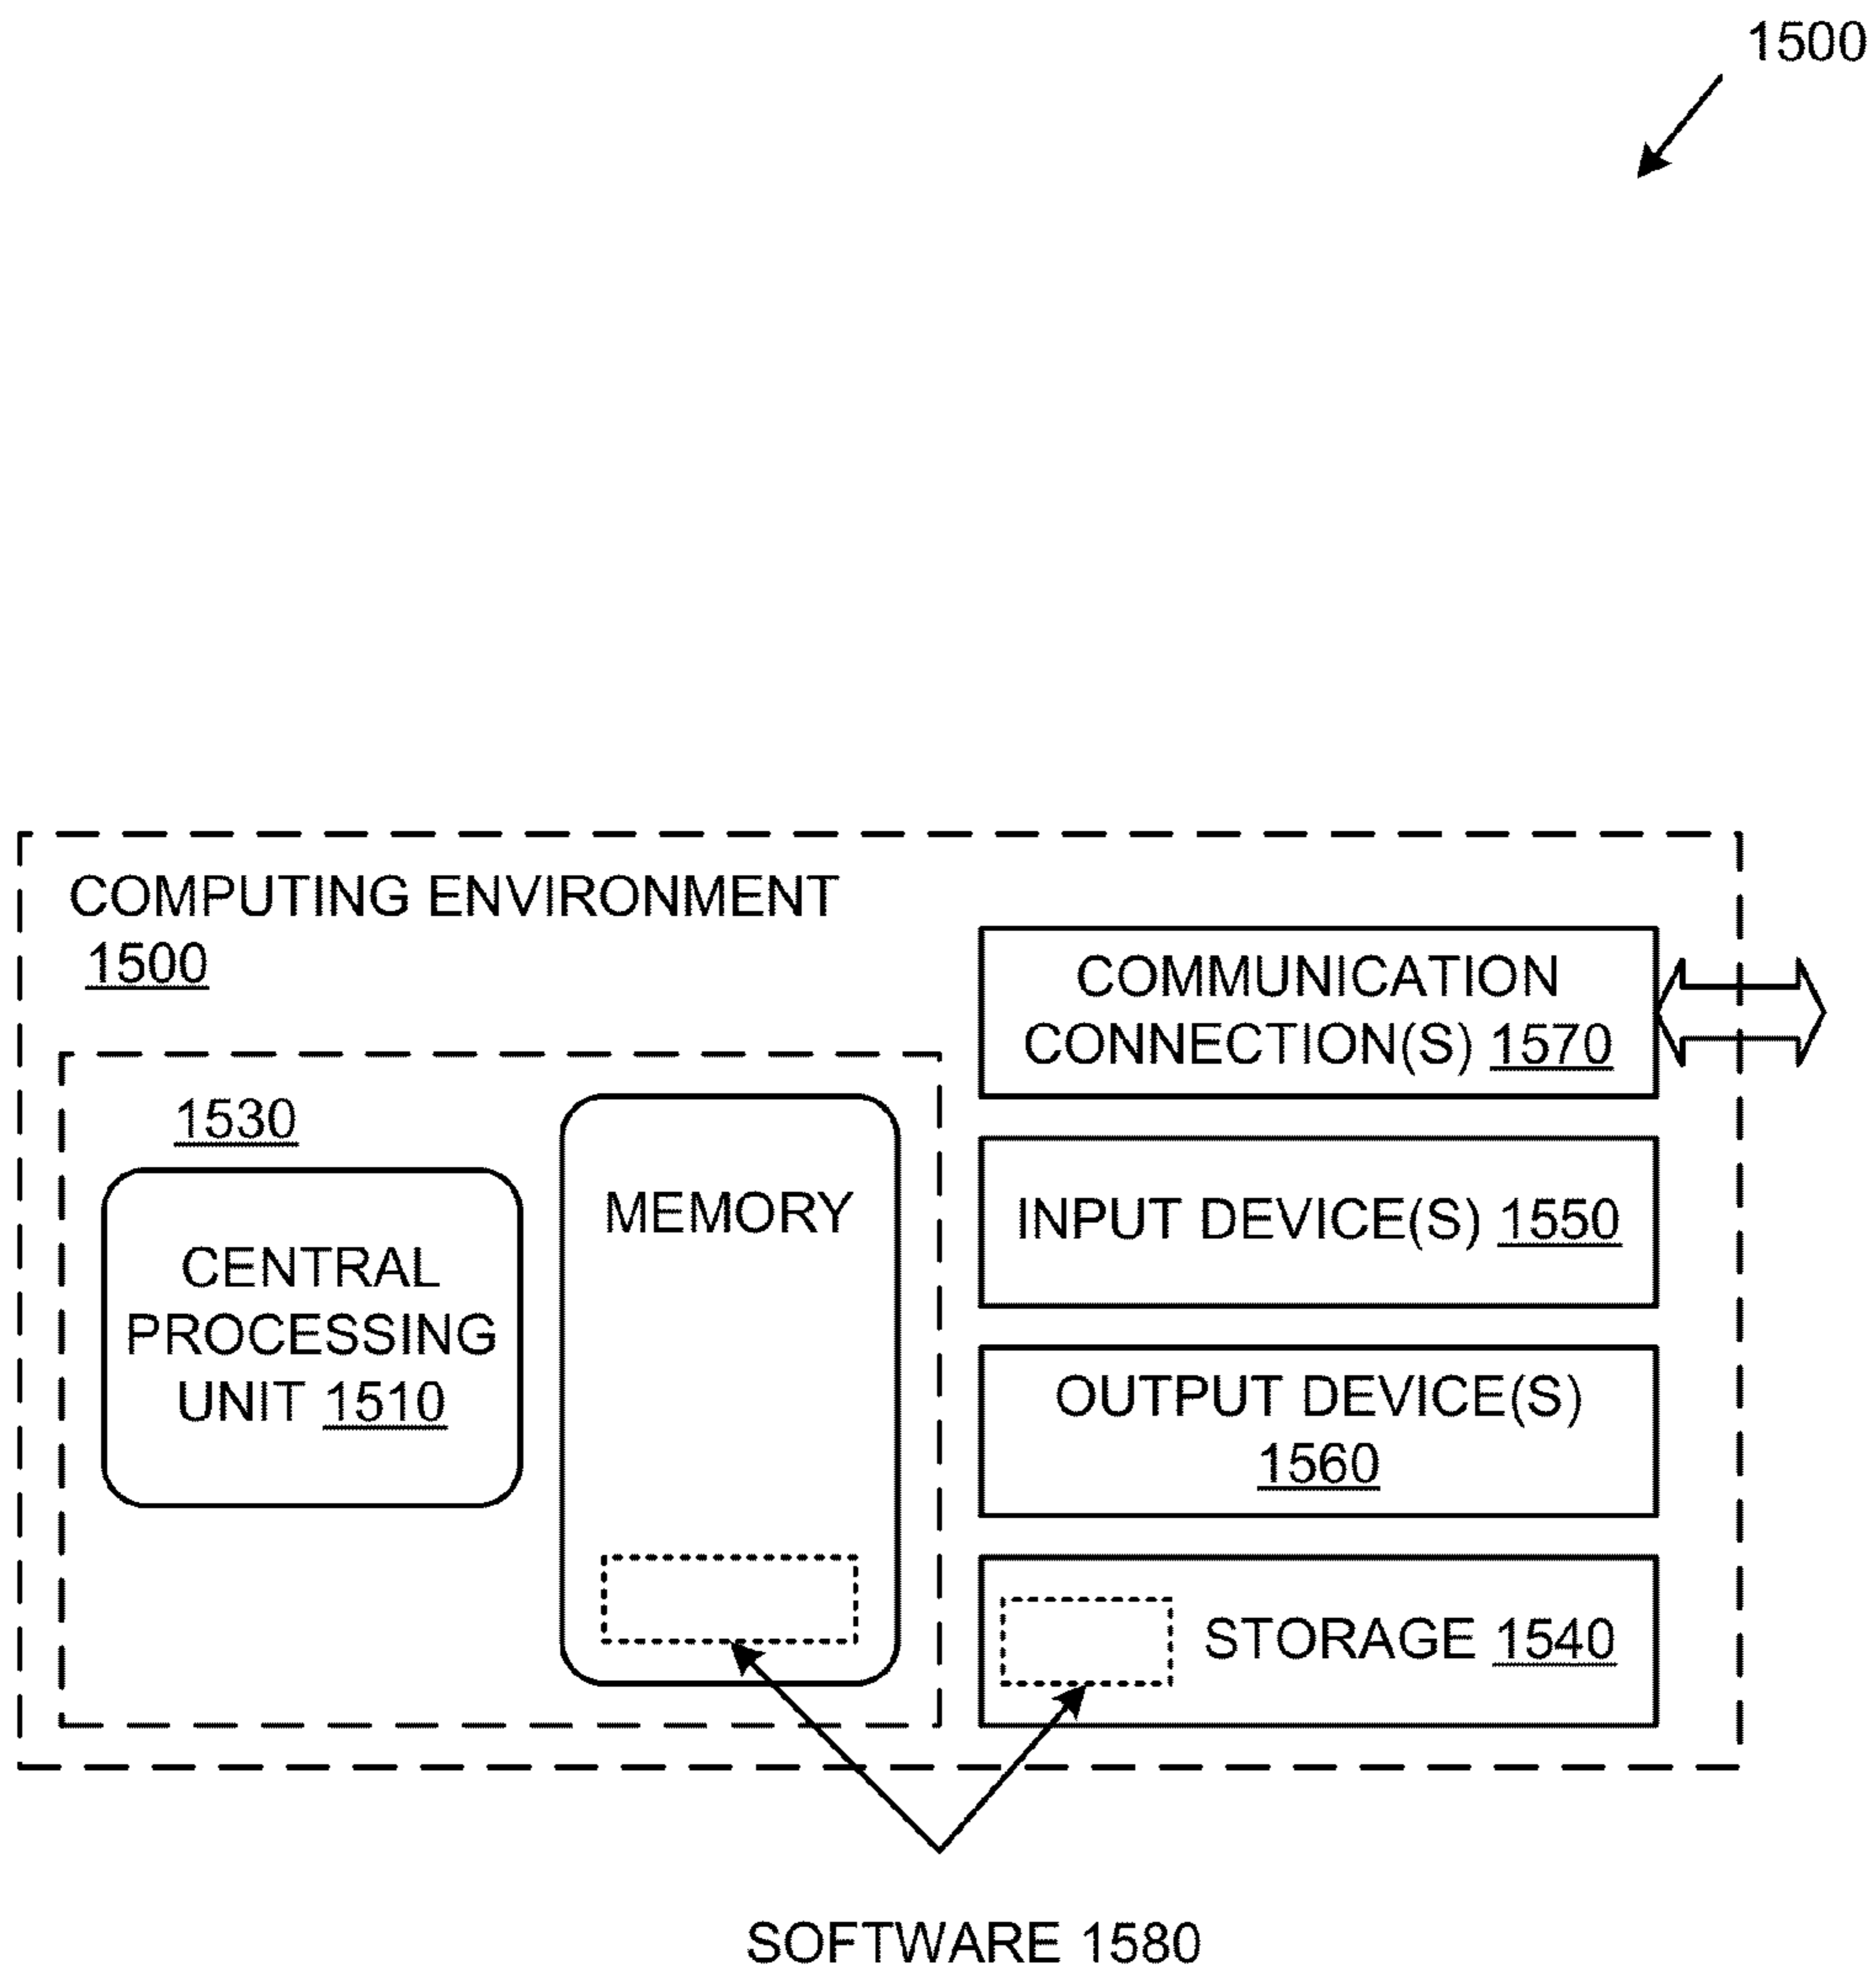 1500
COMPUTING ENVIRONMENT
1500
1530
CENTRAL
PROCESSING
UNIT 1510
MEMORY
COMMUNICATION
CONNECTION(S) 1570
INPUT DEVICE(S) 1550
OUTPUT DEVICE(S)
1560
STORAGE 1540
SOFTWARE 1580